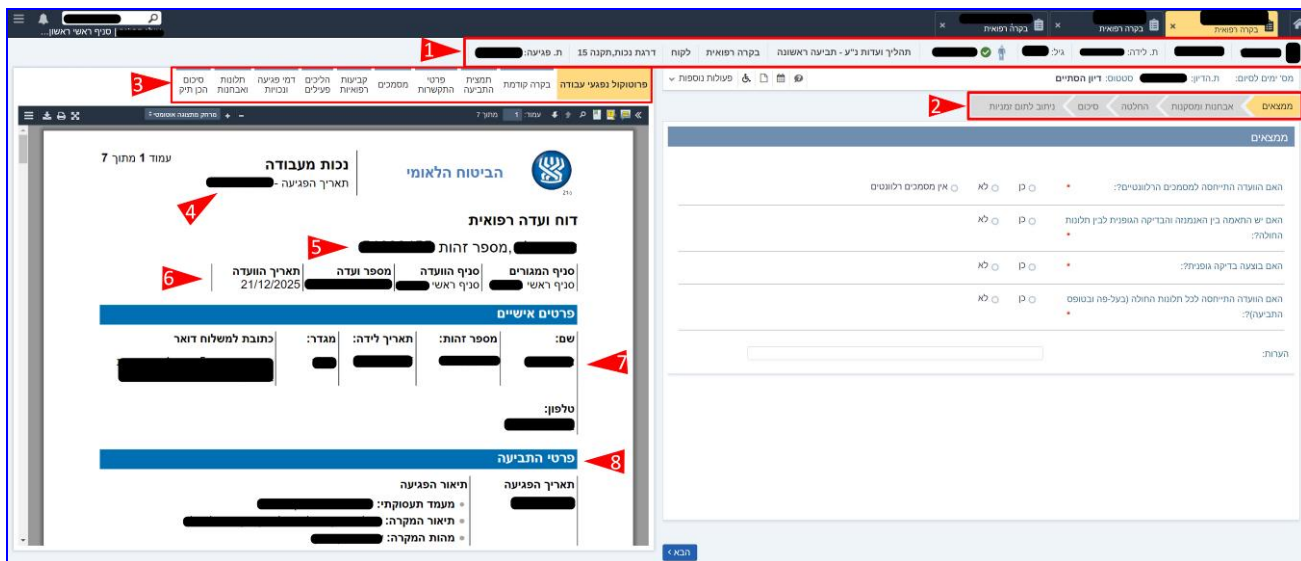 בקרה רפואית
בקרה רפואית
בקרה רפואית
סניף ראשי ראשון...
ת. לידה:
גיל:
תהליך ועדות נ"ע - תביעה ראשונה
בקרה רפואית
לקוח
דרגת נכות,תקנה 15
ת. פגיעה:
1
מס' ימים לסיום:
ת.הדיון:
סטטוס: דיון הסתיים
פעולות נוספות
ממצאים
אבחנות ומסקנות
החלטה
סיכום
ניתוב לתום זמניות
2
ממצאים
האם הוועדה התייחסה למסמכים הרלוונטיים?: *
כן
לא
אין מסמכים רלוונטים
האם יש התאמה בין האנמנזה והבדיקה הגופנית לבין תלונות
החולה?: *
כן
לא
האם בוצעה בדיקה גופנית?: *
כן
לא
האם הוועדה התייחסה לכל תלונות החולה (בעל-פה ובטופס
התביעה)?: *
כן
לא
הערות:
הבא
3
פרוטוקול נפגעי עבודה
בקרה קודמת
תמצית
התביעה
פרטי
התקשרות
מסמכים
קביעות
רפואיות
הליכים
פעילים
דמי פגיעה
ונכויות
תלונות
ואבחנות
סיכום
הכן תיק
עמוד: 1 מתוך 7
מרחק מתצוגה אוטומטי
הביטוח הלאומי
נכות מעבודה
עמוד 1 מתוך 7
תאריך הפגיעה -
4
דוח ועדה רפואית
,מספר זהות
5
סניף המגורים
סניף הוועדה
מספר ועדה
תאריך הוועדה
סניף ראשי
סניף ראשי
21/12/2025
6
פרטים אישיים
שם:
מספר זהות:
תאריך לידה:
מגדר:
כתובת למשלוח דואר
7
טלפון:
פרטי התביעה
8
תאריך הפגיעה
תיאור הפגיעה
מעמד תעסוקתי:
תיאור המקרה:
מהות המקרה: